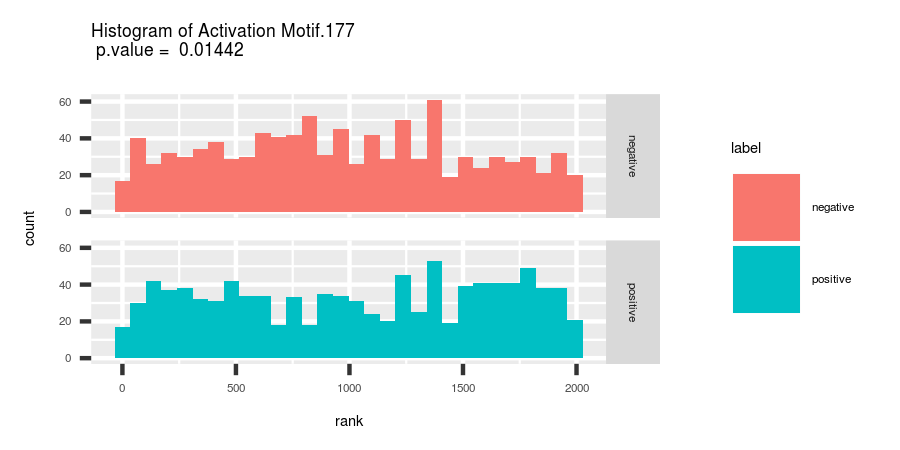 Histogram of Activation Motif.177
p.value = 0.01442
60
40
20
0
negative
60
40
20
0
positive
count
0 500 1000 1500 2000
rank
label
negative
positive